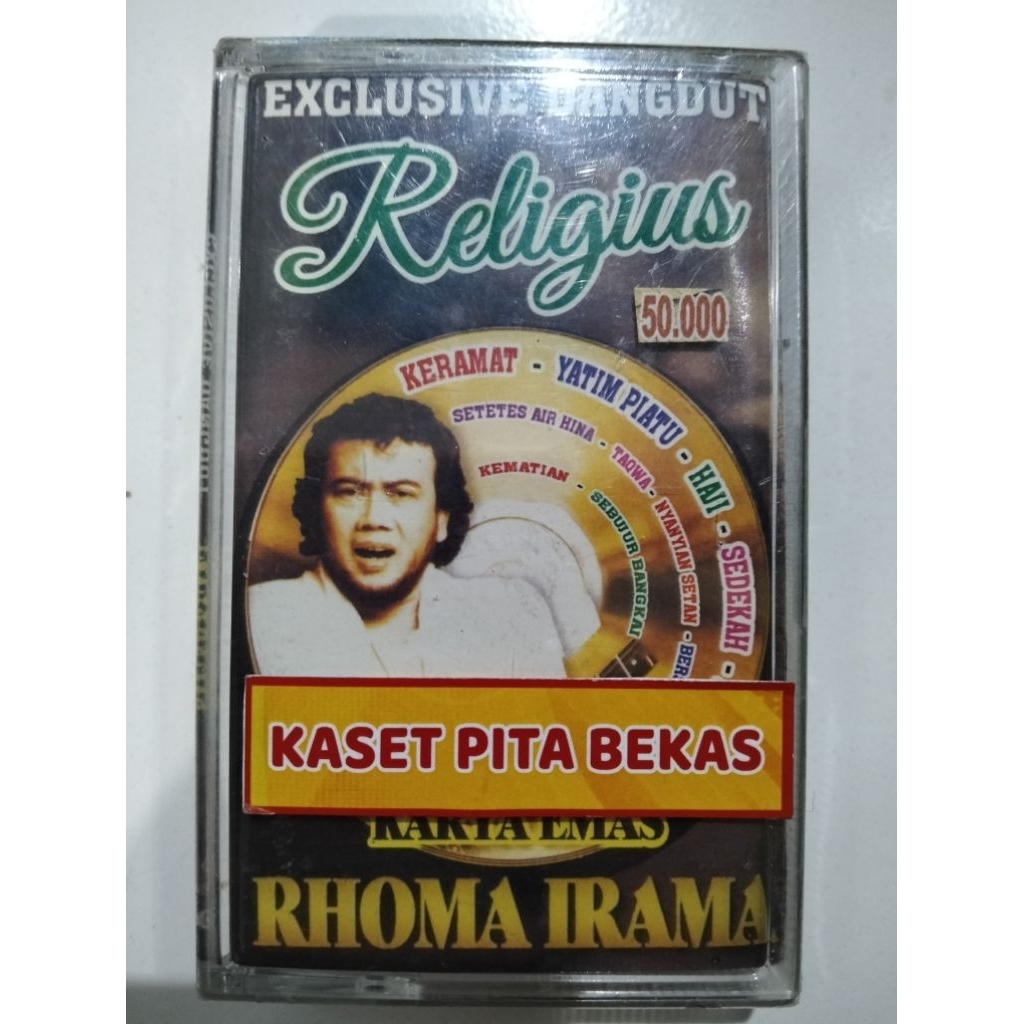 EXCLUSIVE DANGDUT
Religius
50.000
KERAMAT - YATIM PIATU - HAJI - SEDEKAH -
SETETES AIR HINA - TAQWA - NYANYIAN SETAN -
KEMATIAN - SEBUJUR BANGKAI
KASET PITA BEKAS
KARYA EMAS
RHOMA IRAMA